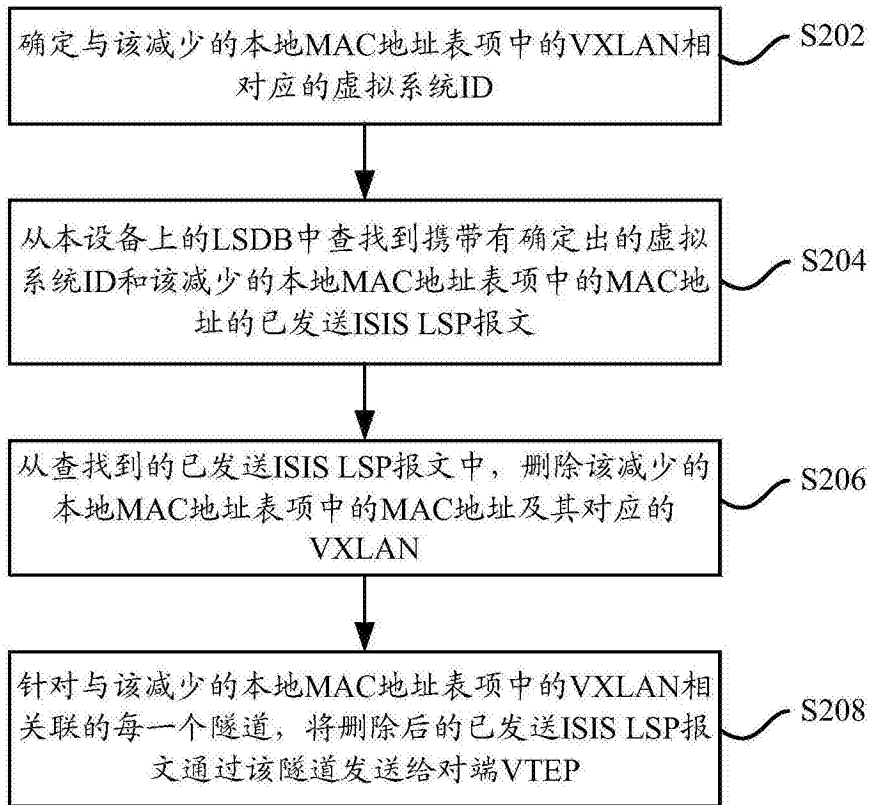 确定与该减少的本地MAC地址表项中的VXLAN相
对应的虚拟系统ID
S202
从本设备上的LSDB中查找到携带有确定出的虚拟
系统ID和该减少的本地MAC地址表项中的MAC地
址的已发送ISIS LSP报文
S204
从查找到的已发送ISIS LSP报文中，删除该减少的
本地MAC地址表项中的MAC地址及其对应的
VXLAN
S206
针对与该减少的本地MAC地址表项中的VXLAN相
关联的每一个隧道，将删除后的已发送ISIS LSP报
文通过该隧道发送给对端VTEP
S208